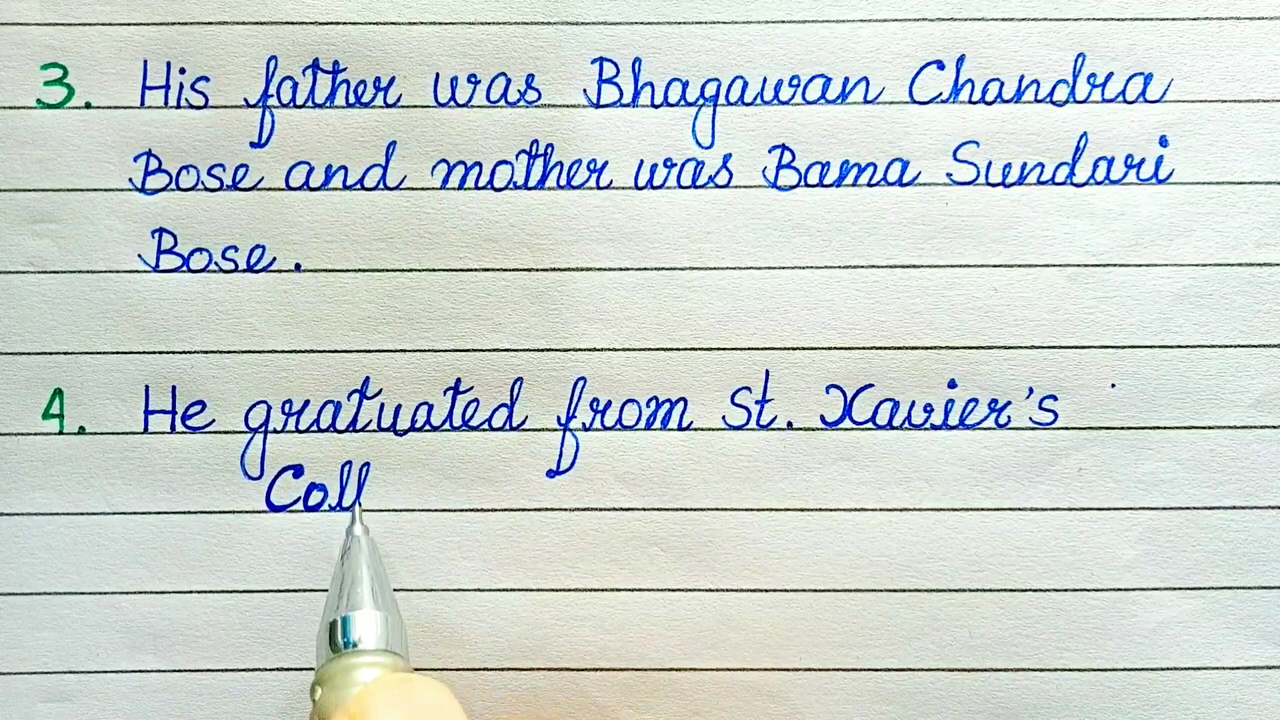 3. His father was Bhagawan Chandra
Bose and mother was Bama Sundari
Bose.
4. He gratuated from St. Xavier's
Coll